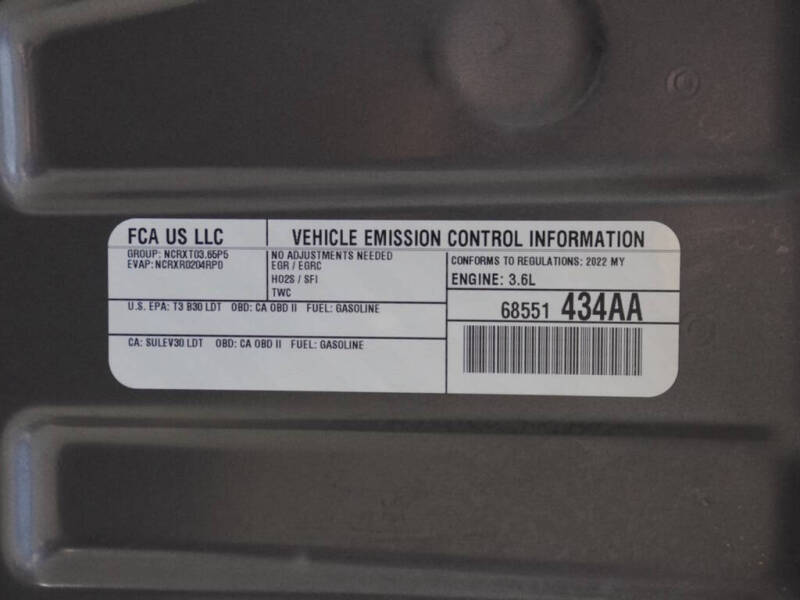 FCA US LLC
VEHICLE EMISSION CONTROL INFORMATION
GROUP: NCRXT03.65P5
EVAP: NCRXR0204RP0
NO ADJUSTMENTS NEEDED
EGR / EGRC
HO2S / SFI
TWC
CONFORMS TO REGULATIONS: 2022 MY
ENGINE: 3.6L
U.S. EPA: T3 B30 LDT OBD: CA OBD II FUEL: GASOLINE
68551 434AA
CA: SULEV30 LDT OBD: CA OBD II FUEL: GASOLINE